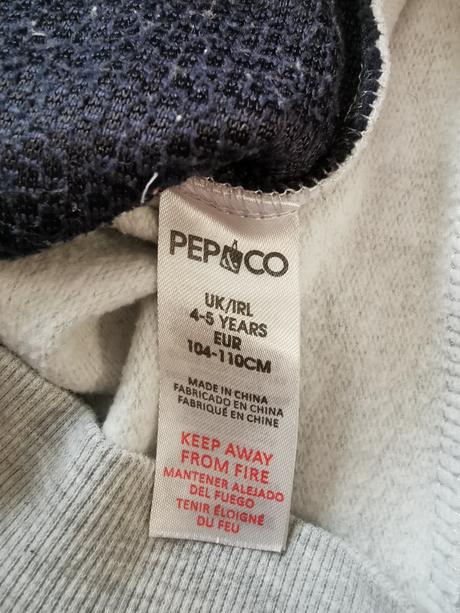 PEP&CO
UK/IRL
4-5 YEARS
EUR
104-110CM
MADE IN CHINA
FABRICADO EN CHINA
FABRIQUÉ EN CHINE
KEEP AWAY
FROM FIRE
MANTENER ALEJADO
DEL FUEGO
TENIR ÉLOIGNÉ
DU FEU